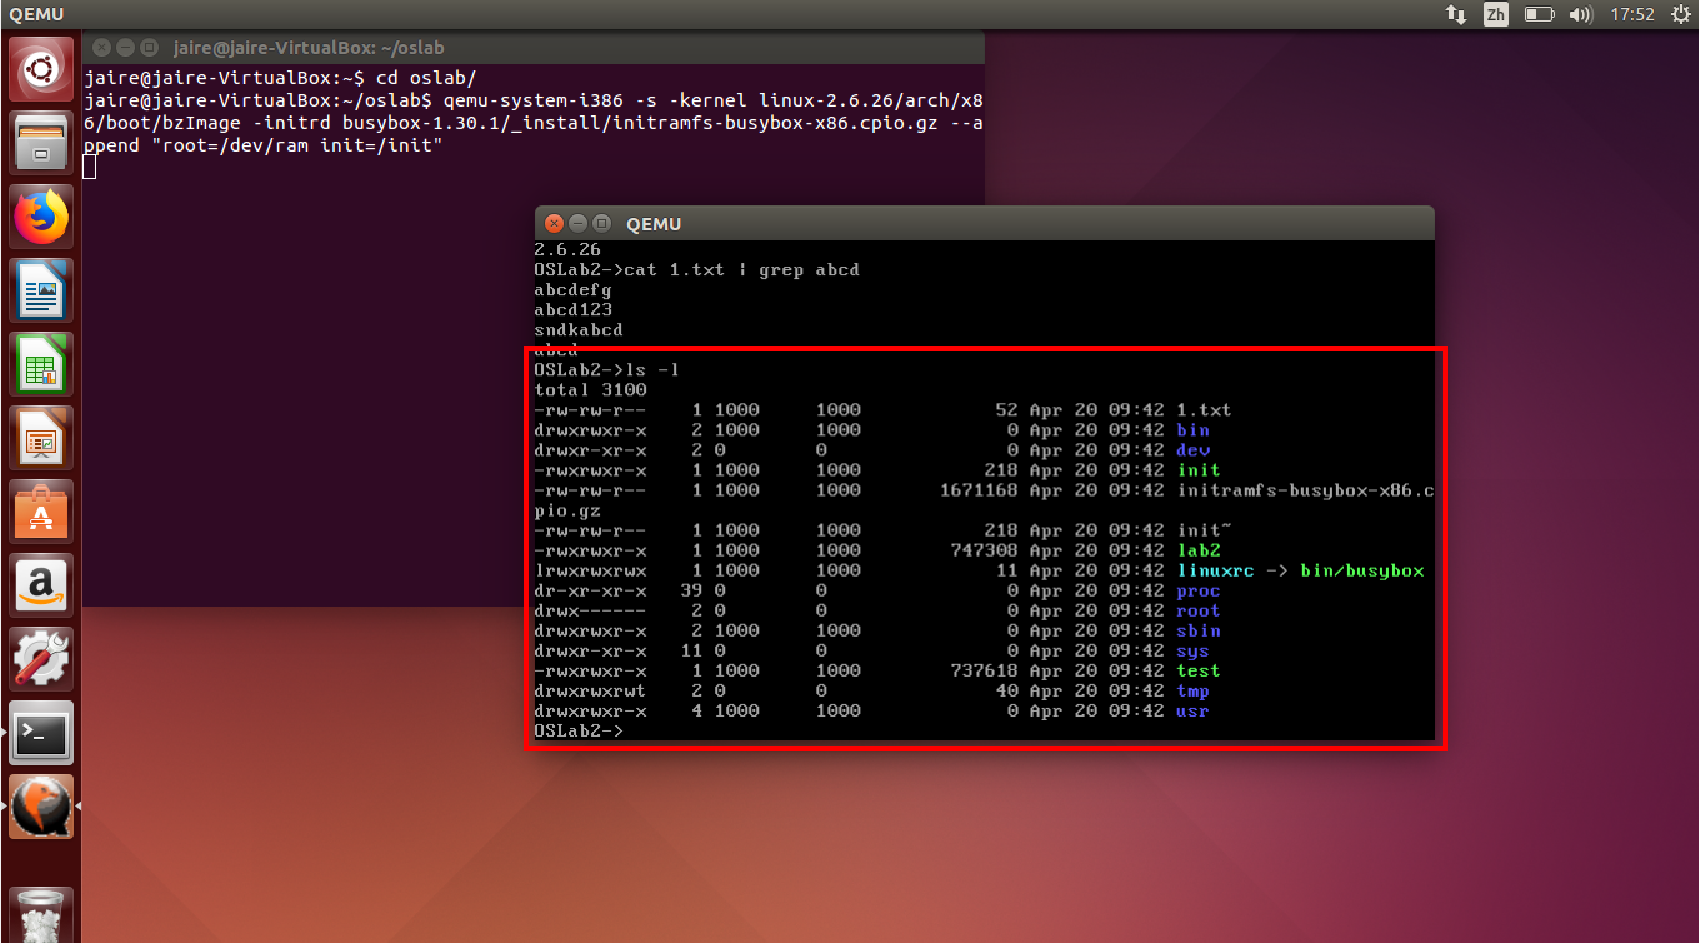 QEMU
Zh
17:52
jaire@jaire-VirtualBox: ~/oslab
jaire@jaire-VirtualBox:~$ cd oslab/
jaire@jaire-VirtualBox:~/oslab$ qemu-system-i386 -s -kernel linux-2.6.26/arch/x8
6/boot/bzImage -initrd busybox-1.30.1/_install/initramfs-busybox-x86.cpio.gz --a
ppend "root=/dev/ram init=/init"
QEMU
2.6.26
OSLab2->cat 1.txt | grep abcd
abcdefg
abcd123
sndkabcd
abcd
OSLab2->ls -l
total 3100
-rw-rw-r--    1 1000     1000            52 Apr 20 09:42 1.txt
drwxrwxr-x    2 1000     1000             0 Apr 20 09:42 bin
drwxr-xr-x    2 0        0                0 Apr 20 09:42 dev
-rwxrwxr-x    1 1000     1000           218 Apr 20 09:42 init
-rw-rw-r--    1 1000     1000       1671168 Apr 20 09:42 initramfs-busybox-x86.c
pio.gz
-rw-rw-r--    1 1000     1000           218 Apr 20 09:42 init~
-rwxrwxr-x    1 1000     1000        747308 Apr 20 09:42 lab2
lrwxrwxrwx    1 1000     1000            11 Apr 20 09:42 linuxrc -> bin/busybox
dr-xr-xr-x   39 0        0                0 Apr 20 09:42 proc
drwx------    2 0        0                0 Apr 20 09:42 root
drwxrwxr-x    2 1000     1000             0 Apr 20 09:42 sbin
drwxr-xr-x   11 0        0                0 Apr 20 09:42 sys
-rwxrwxr-x    1 1000     1000        737618 Apr 20 09:42 test
drwxrwxrwt    2 0        0               40 Apr 20 09:42 tmp
drwxrwxr-x    4 1000     1000             0 Apr 20 09:42 usr
OSLab2->